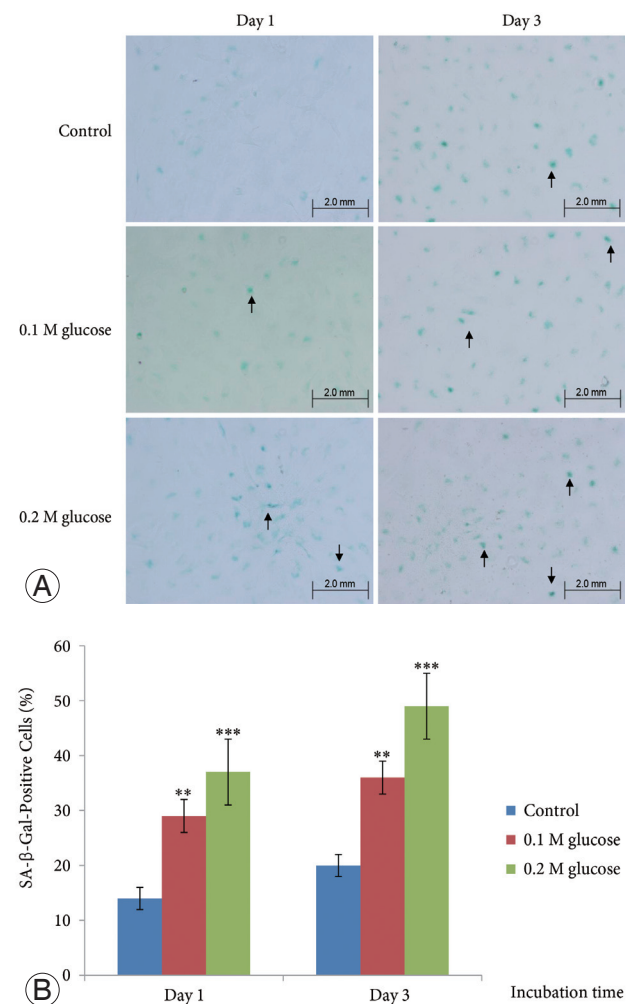 Day 1
Day 3
Control
2.0 mm
2.0 mm
0.1 M glucose
2.0 mm
2.0 mm
0.2 M glucose
2.0 mm
2.0 mm
A
60
50
40
30
20
10
0
SA-β-Gal-Positive Cells (%)
**
***
**
***
Control
0.1 M glucose
0.2 M glucose
Day 1
Day 3
Incubation time
B